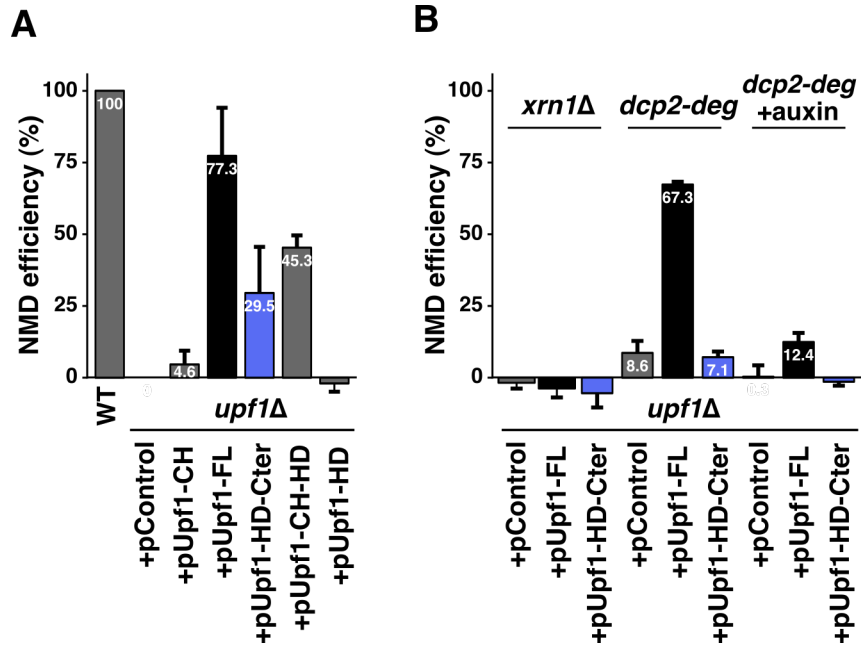 A
NMD efficiency (%)
100
75
50
25
0
100
0
4.6
77.3
29.5
45.3
WT
upf1Δ
+pControl
+pUpf1-CH
+pUpf1-FL
+pUpf1-HD-Cter
+pUpf1-CH-HD
+pUpf1-HD
B
NMD efficiency (%)
100
75
50
25
0
xrn1Δ
dcp2-deg
dcp2-deg
+auxin
8.6
67.3
7.1
0.3
12.4
upf1Δ
+pControl
+pUpf1-FL
+pUpf1-HD-Cter
+pControl
+pUpf1-FL
+pUpf1-HD-Cter
+pControl
+pUpf1-FL
+pUpf1-HD-Cter